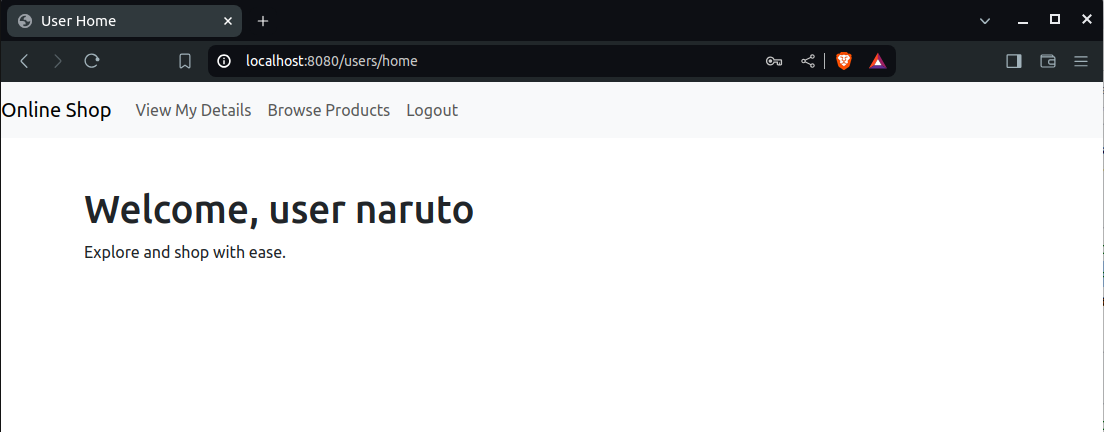 User Home
localhost:8080/users/home
Online Shop View My Details Browse Products Logout
Welcome, user naruto
Explore and shop with ease.